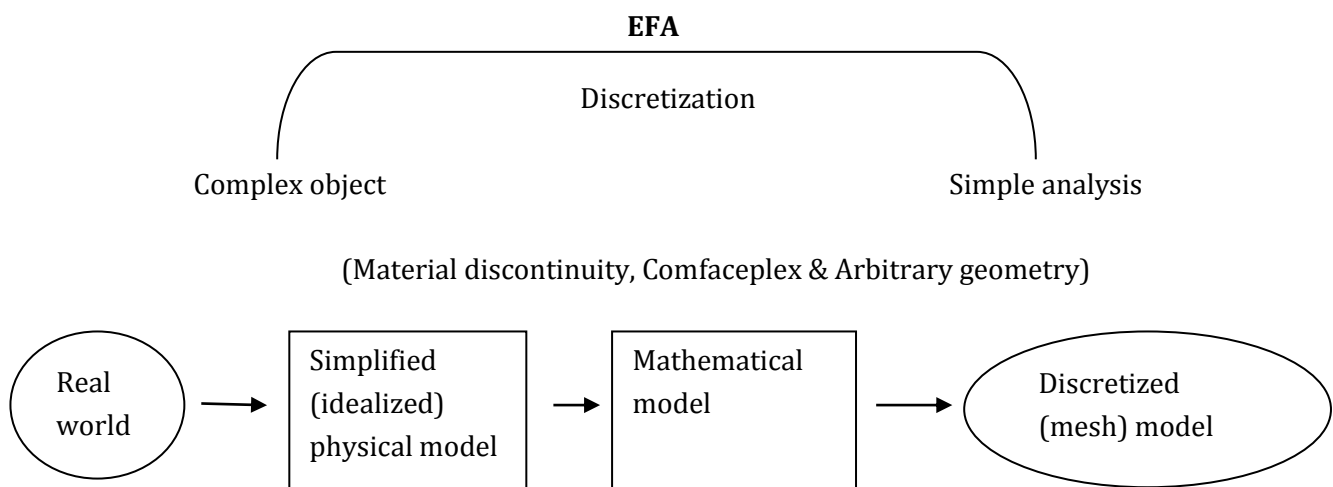 EFA
Discretization
Complex object
Simple analysis
(Material discontinuity, Comfaceplex & Arbitrary geometry)
Real
world
Simplified
(idealized)
physical model
Mathematical
model
Discretized
(mesh) model